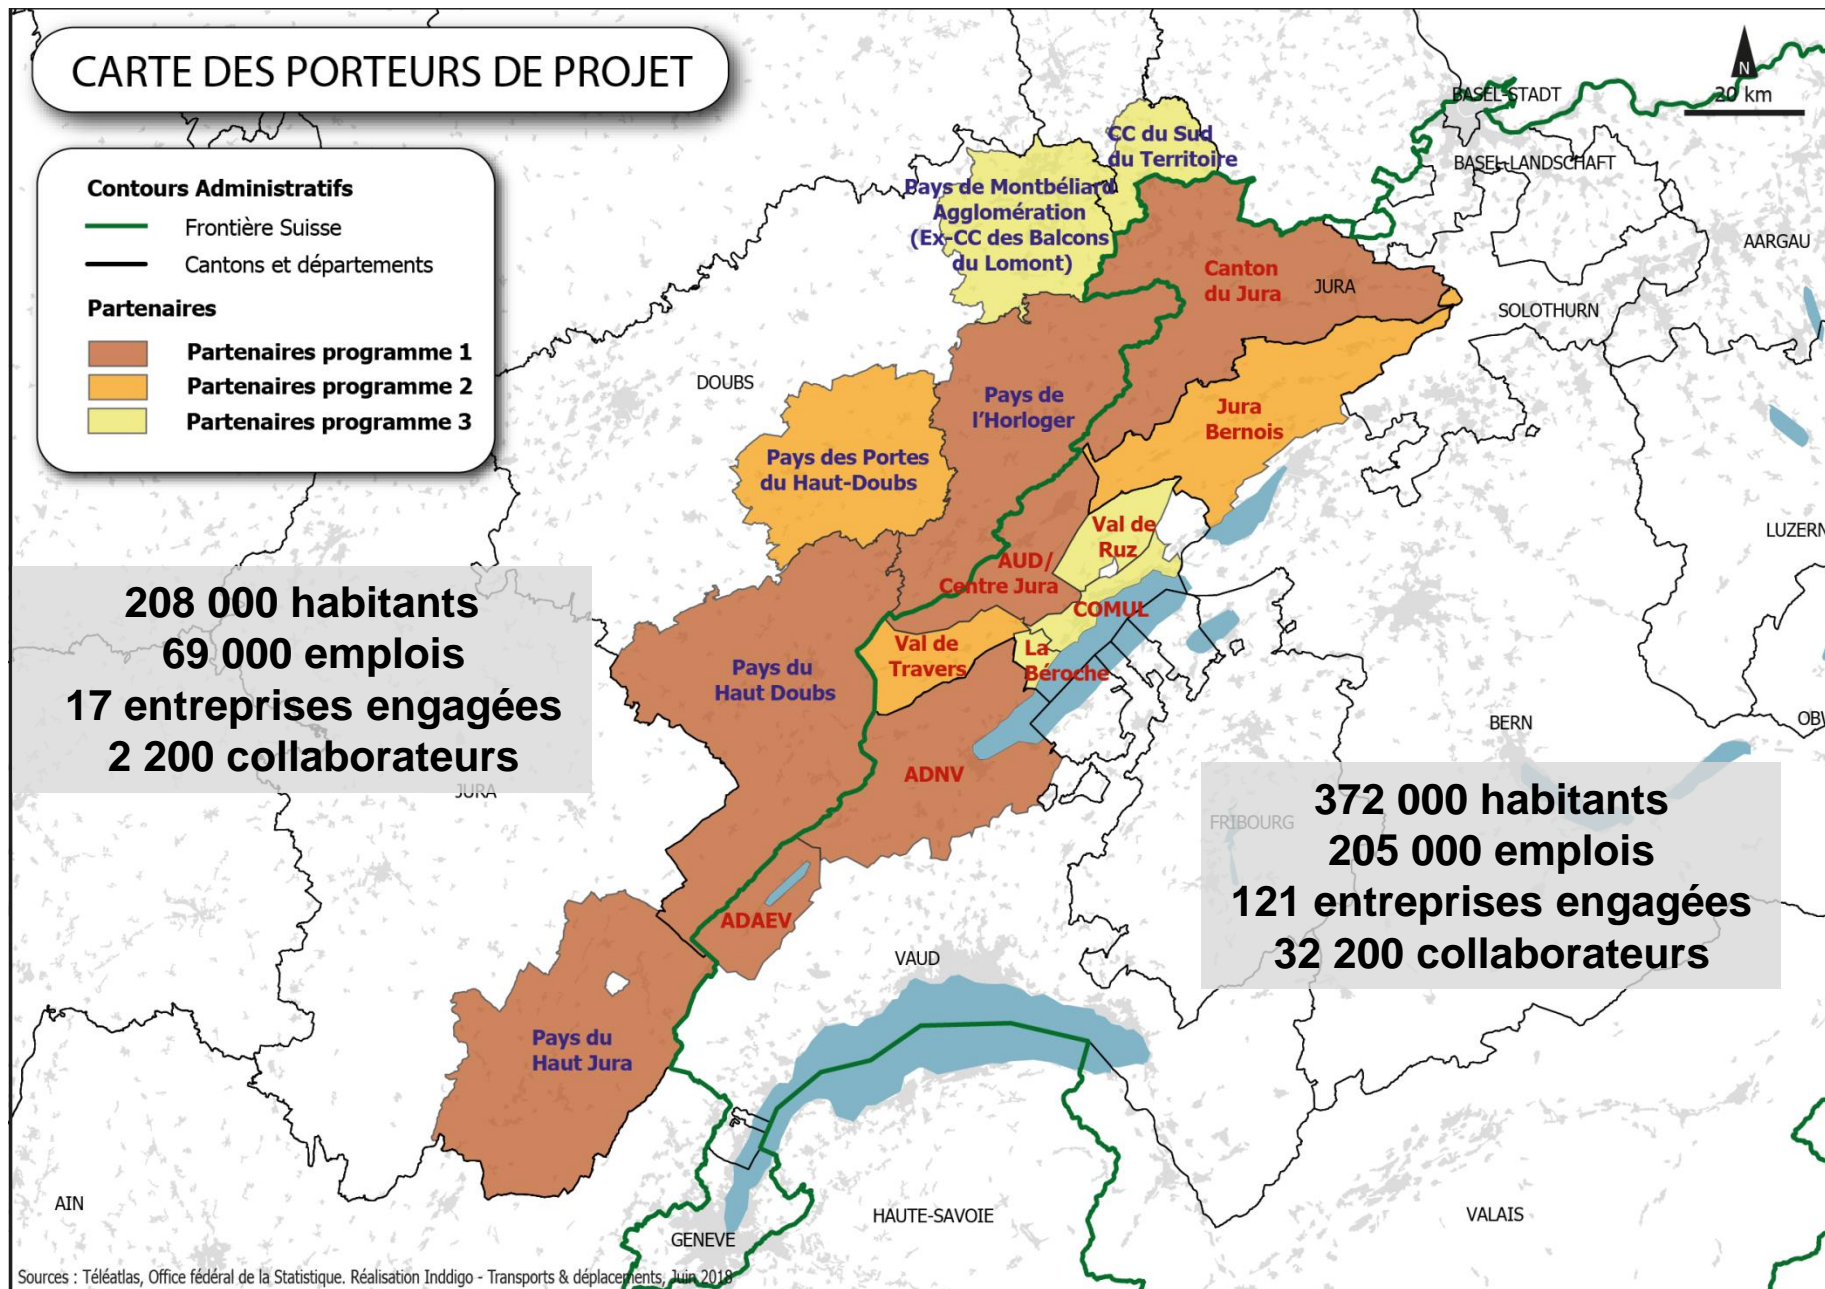 CARTE DES PORTEURS DE PROJET
Contours Administratifs
Frontière Suisse
Cantons et départements
Partenaires
Partenaires programme 1
Partenaires programme 2
Partenaires programme 3
N
20 km
BASEL-STADT
BASEL-LANDSCHAFT
AARGAU
SOLOTHURN
LUZERN
OBW
BERN
FRIBOURG
VAUD
VALAIS
HAUTE-SAVOIE
GENEVE
AIN
JURA
DOUBS
JURA
CC du Sud
du Territoire
Pays de Montbéliard
Agglomération
(Ex-CC des Balcons
du Lomont)
Canton
du Jura
Pays de
l'Horloger
Jura
Bernois
Pays des Portes
du Haut-Doubs
Val de
Ruz
AUD/
Centre Jura
COMUL
Val de
Travers
La
Béroche
Pays du
Haut Doubs
ADNV
ADAEV
Pays du
Haut Jura
208 000 habitants
69 000 emplois
17 entreprises engagées
2 200 collaborateurs
372 000 habitants
205 000 emplois
121 entreprises engagées
32 200 collaborateurs
Sources : Téléatlas, Office fédéral de la Statistique. Réalisation Inddigo - Transports & déplacements, Juin 2018